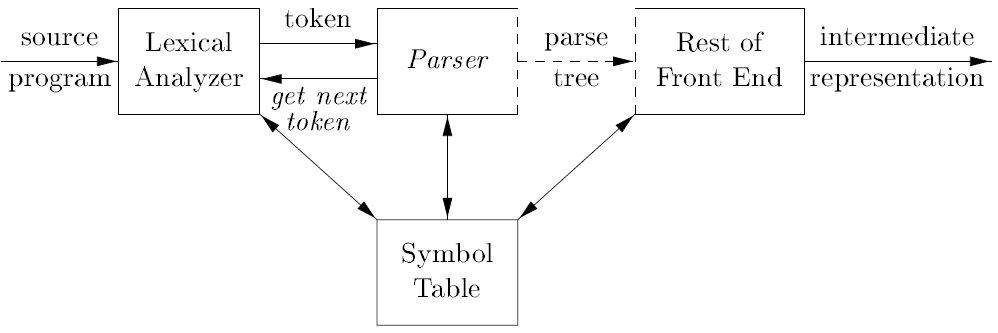 source
program
Lexical
Analyzer
token
get next
token
Parser
parse
tree
Rest of
Front End
intermediate
representation
Symbol
Table